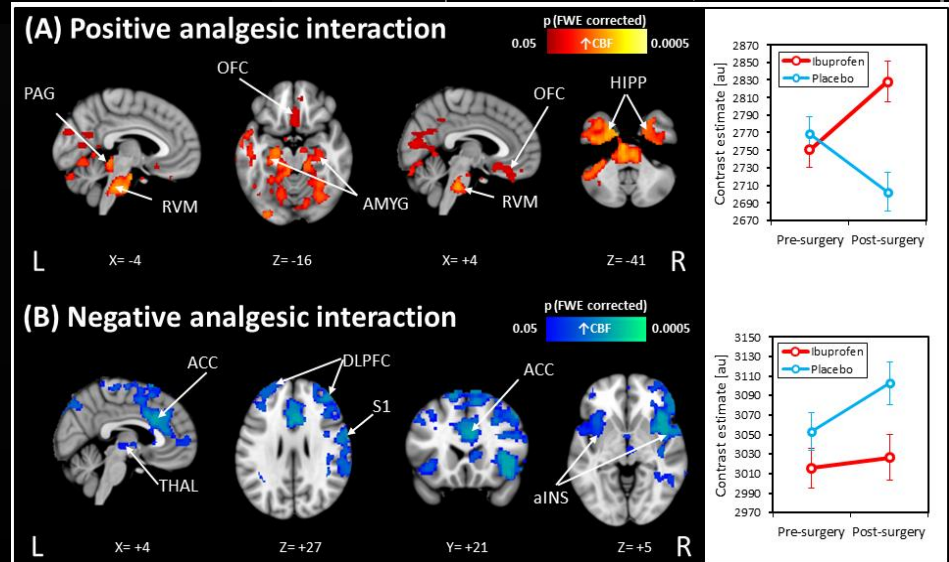 (A) Positive analgesic interaction
p (FWE corrected)
0.05 ↑CBF 0.0005
PAG
OFC
OFC
HIPP
RVM
AMYG
RVM
L X= -4 Z= -16 X= +4 Z= -41 R
Contrast estimate [au]
2870
2850
2830
2810
2790
2770
2750
2730
2710
2690
2670
Ibuprofen
Placebo
Pre-surgery Post-surgery
(B) Negative analgesic interaction
p (FWE corrected)
0.05 ↑CBF 0.0005
ACC
DLPFC
ACC
S1
THAL
aINS
L X= +4 Z= +27 Y= +21 Z= +5 R
Contrast estimate [au]
3150
3130
3110
3090
3070
3050
3030
3010
2990
2970
Ibuprofen
Placebo
Pre-surgery Post-surgery